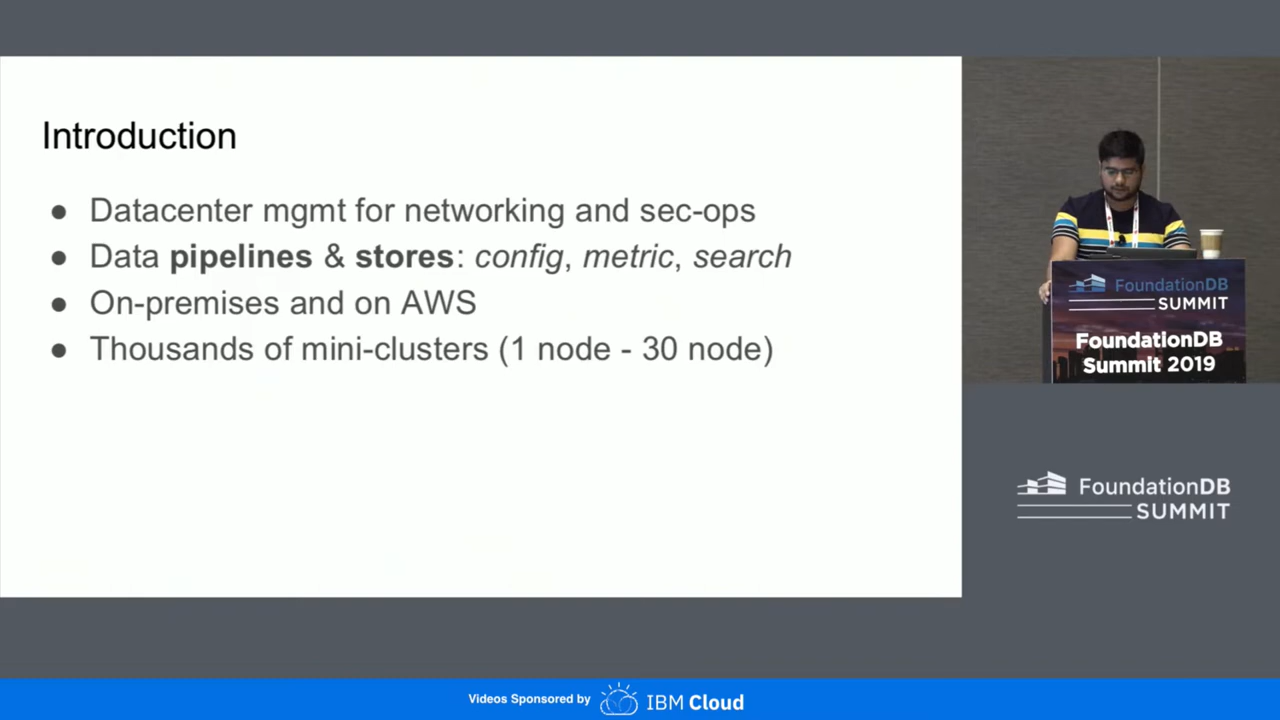 Introduction
● Datacenter mgmt for networking and sec-ops
● Data pipelines & stores: config, metric, search
● On-premises and on AWS
● Thousands of mini-clusters (1 node - 30 node)
FoundationDB
SUMMIT
FoundationDB
Summit 2019
FoundationDB
SUMMIT
Videos Sponsored by IBM Cloud